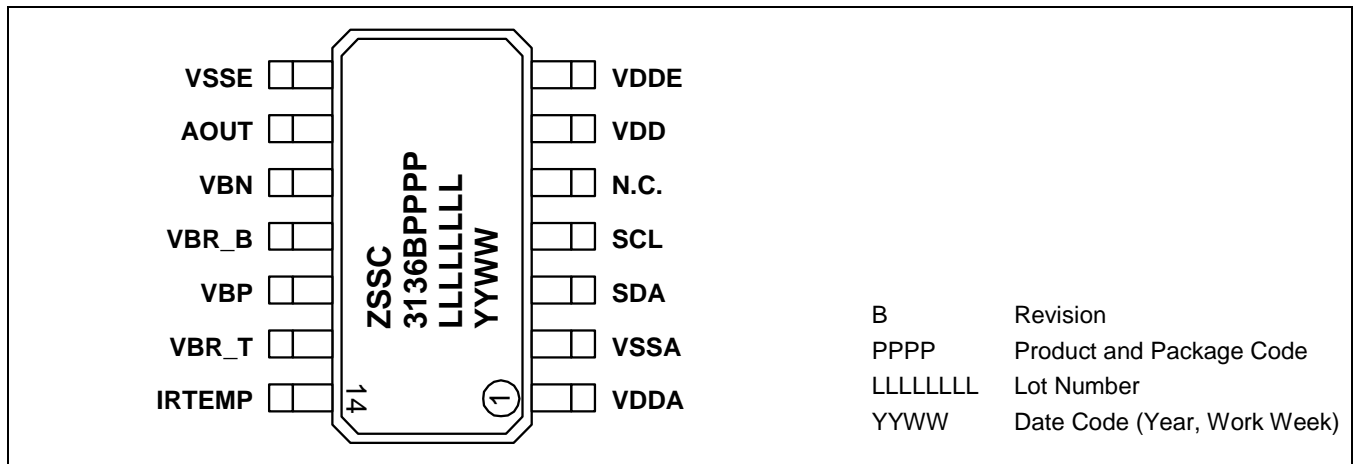 VSSE
AOUT
VBN
VBR_B
VBP
VBR_T
IRTEMP
ZSSC
3136BPPPP
LLLLLLLL
YYWW
14
1
VDDE
VDD
N.C.
SCL
SDA
VSSA
VDDA
B Revision
PPPP Product and Package Code
LLLLLLLL Lot Number
YYWW Date Code (Year, Work Week)